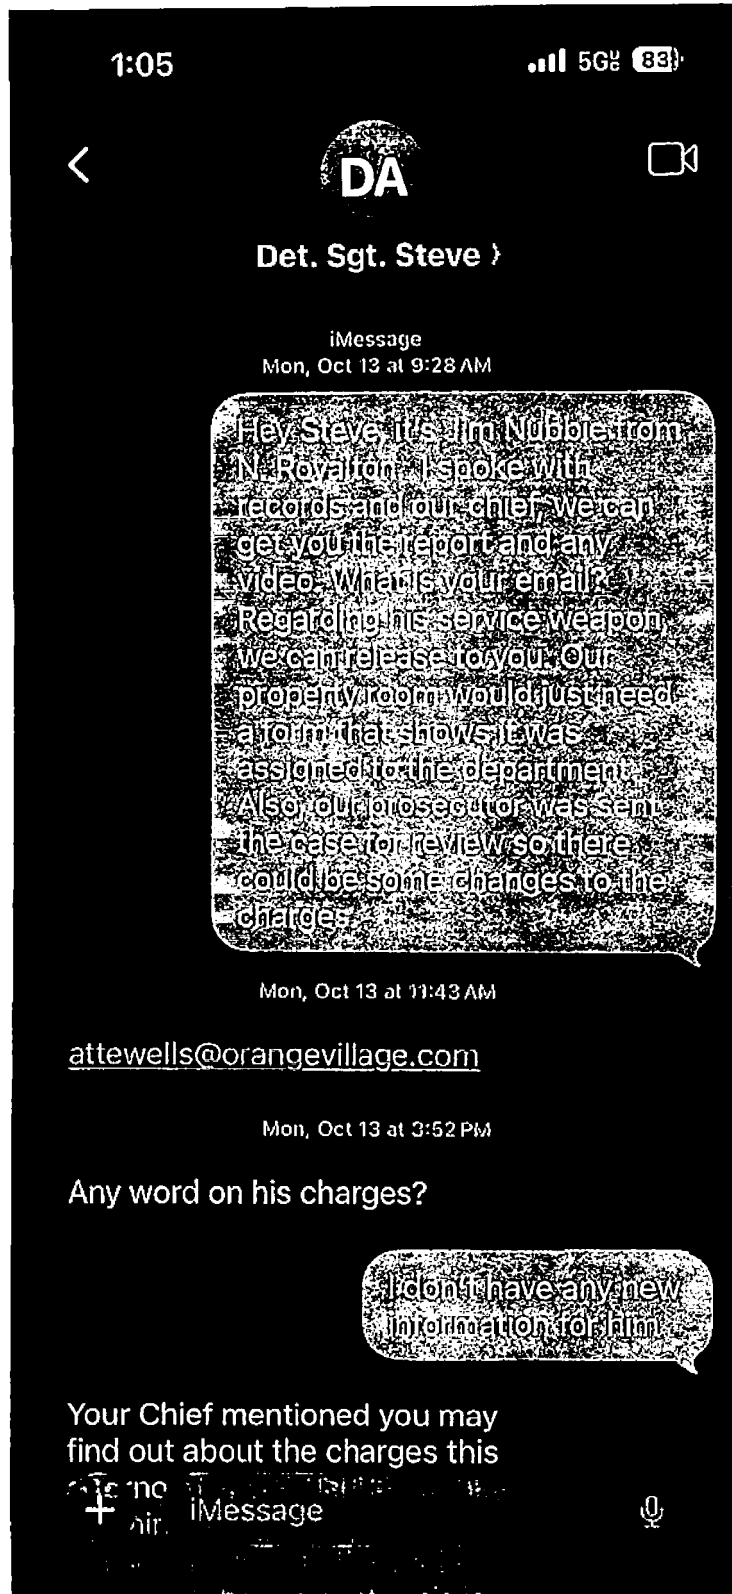 1:05
5G
83
DA
Det. Sgt. Steve
iMessage
Mon, Oct 13 at 9:28 AM
Hey Steve, it's Jim Nubbie from
N. Royalton. I spoke with
records and our chief, we can
get you the report and any
video. What is your email?
Regarding his service weapon
we can release to you. Our
property room would just need
a form that shows it was
assigned to the department.
Also, our prosecutor was sent
the case for review so there
could be some changes to the
charges.
Mon, Oct 13 at 11:43 AM
attewells@orangevillage.com
Mon, Oct 13 at 3:52 PM
Any word on his charges?
I don't have any new
information for him
Your Chief mentioned you may
find out about the charges this
iMessage